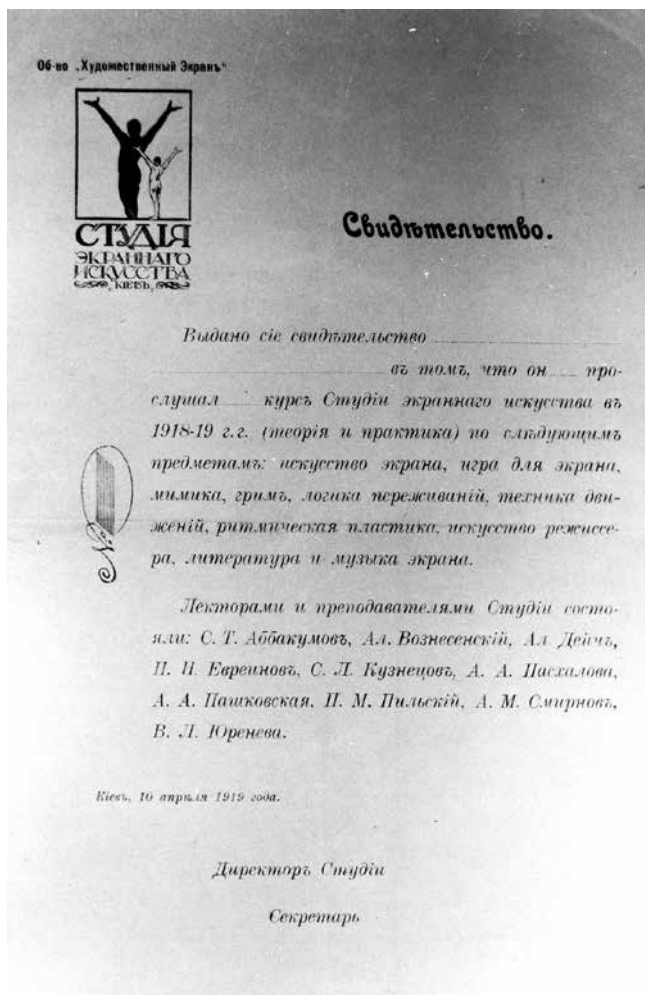 Об-во „Художественный Экранъ“
СТУДІЯ
ЭКРАННАГО
ИСКУССТВА
КІЕВЪ
Свидѣтельство.
Выдано сіе свидѣтельство
въ томъ, что он про-
слушал курсъ Студіи экраннаго искусства въ
1918-19 г.г. (теорія и практика) по слѣдующимъ
предметамъ: искусство экрана, игра для экрана,
мимика, гримъ, логика переживаній, техника дви-
женій, ритмическая пластика, искусство режиссе-
ра, литература и музыка экрана.
№
Лекторами и преподавателями Студіи состо-
яли: С. Т. Аббакумовъ, Ал. Вознесенскій, Ал Дейчъ,
Н. Н. Евреиновъ, С. Л. Кузнецовъ, А. А. Пасхалова,
А. А. Пашковская, П. М. Пильскій, А. М. Смирновъ,
В. Л. Юренева.
Кіевъ, 10 апрѣля 1919 года.
Директоръ Студіи
Секретарь